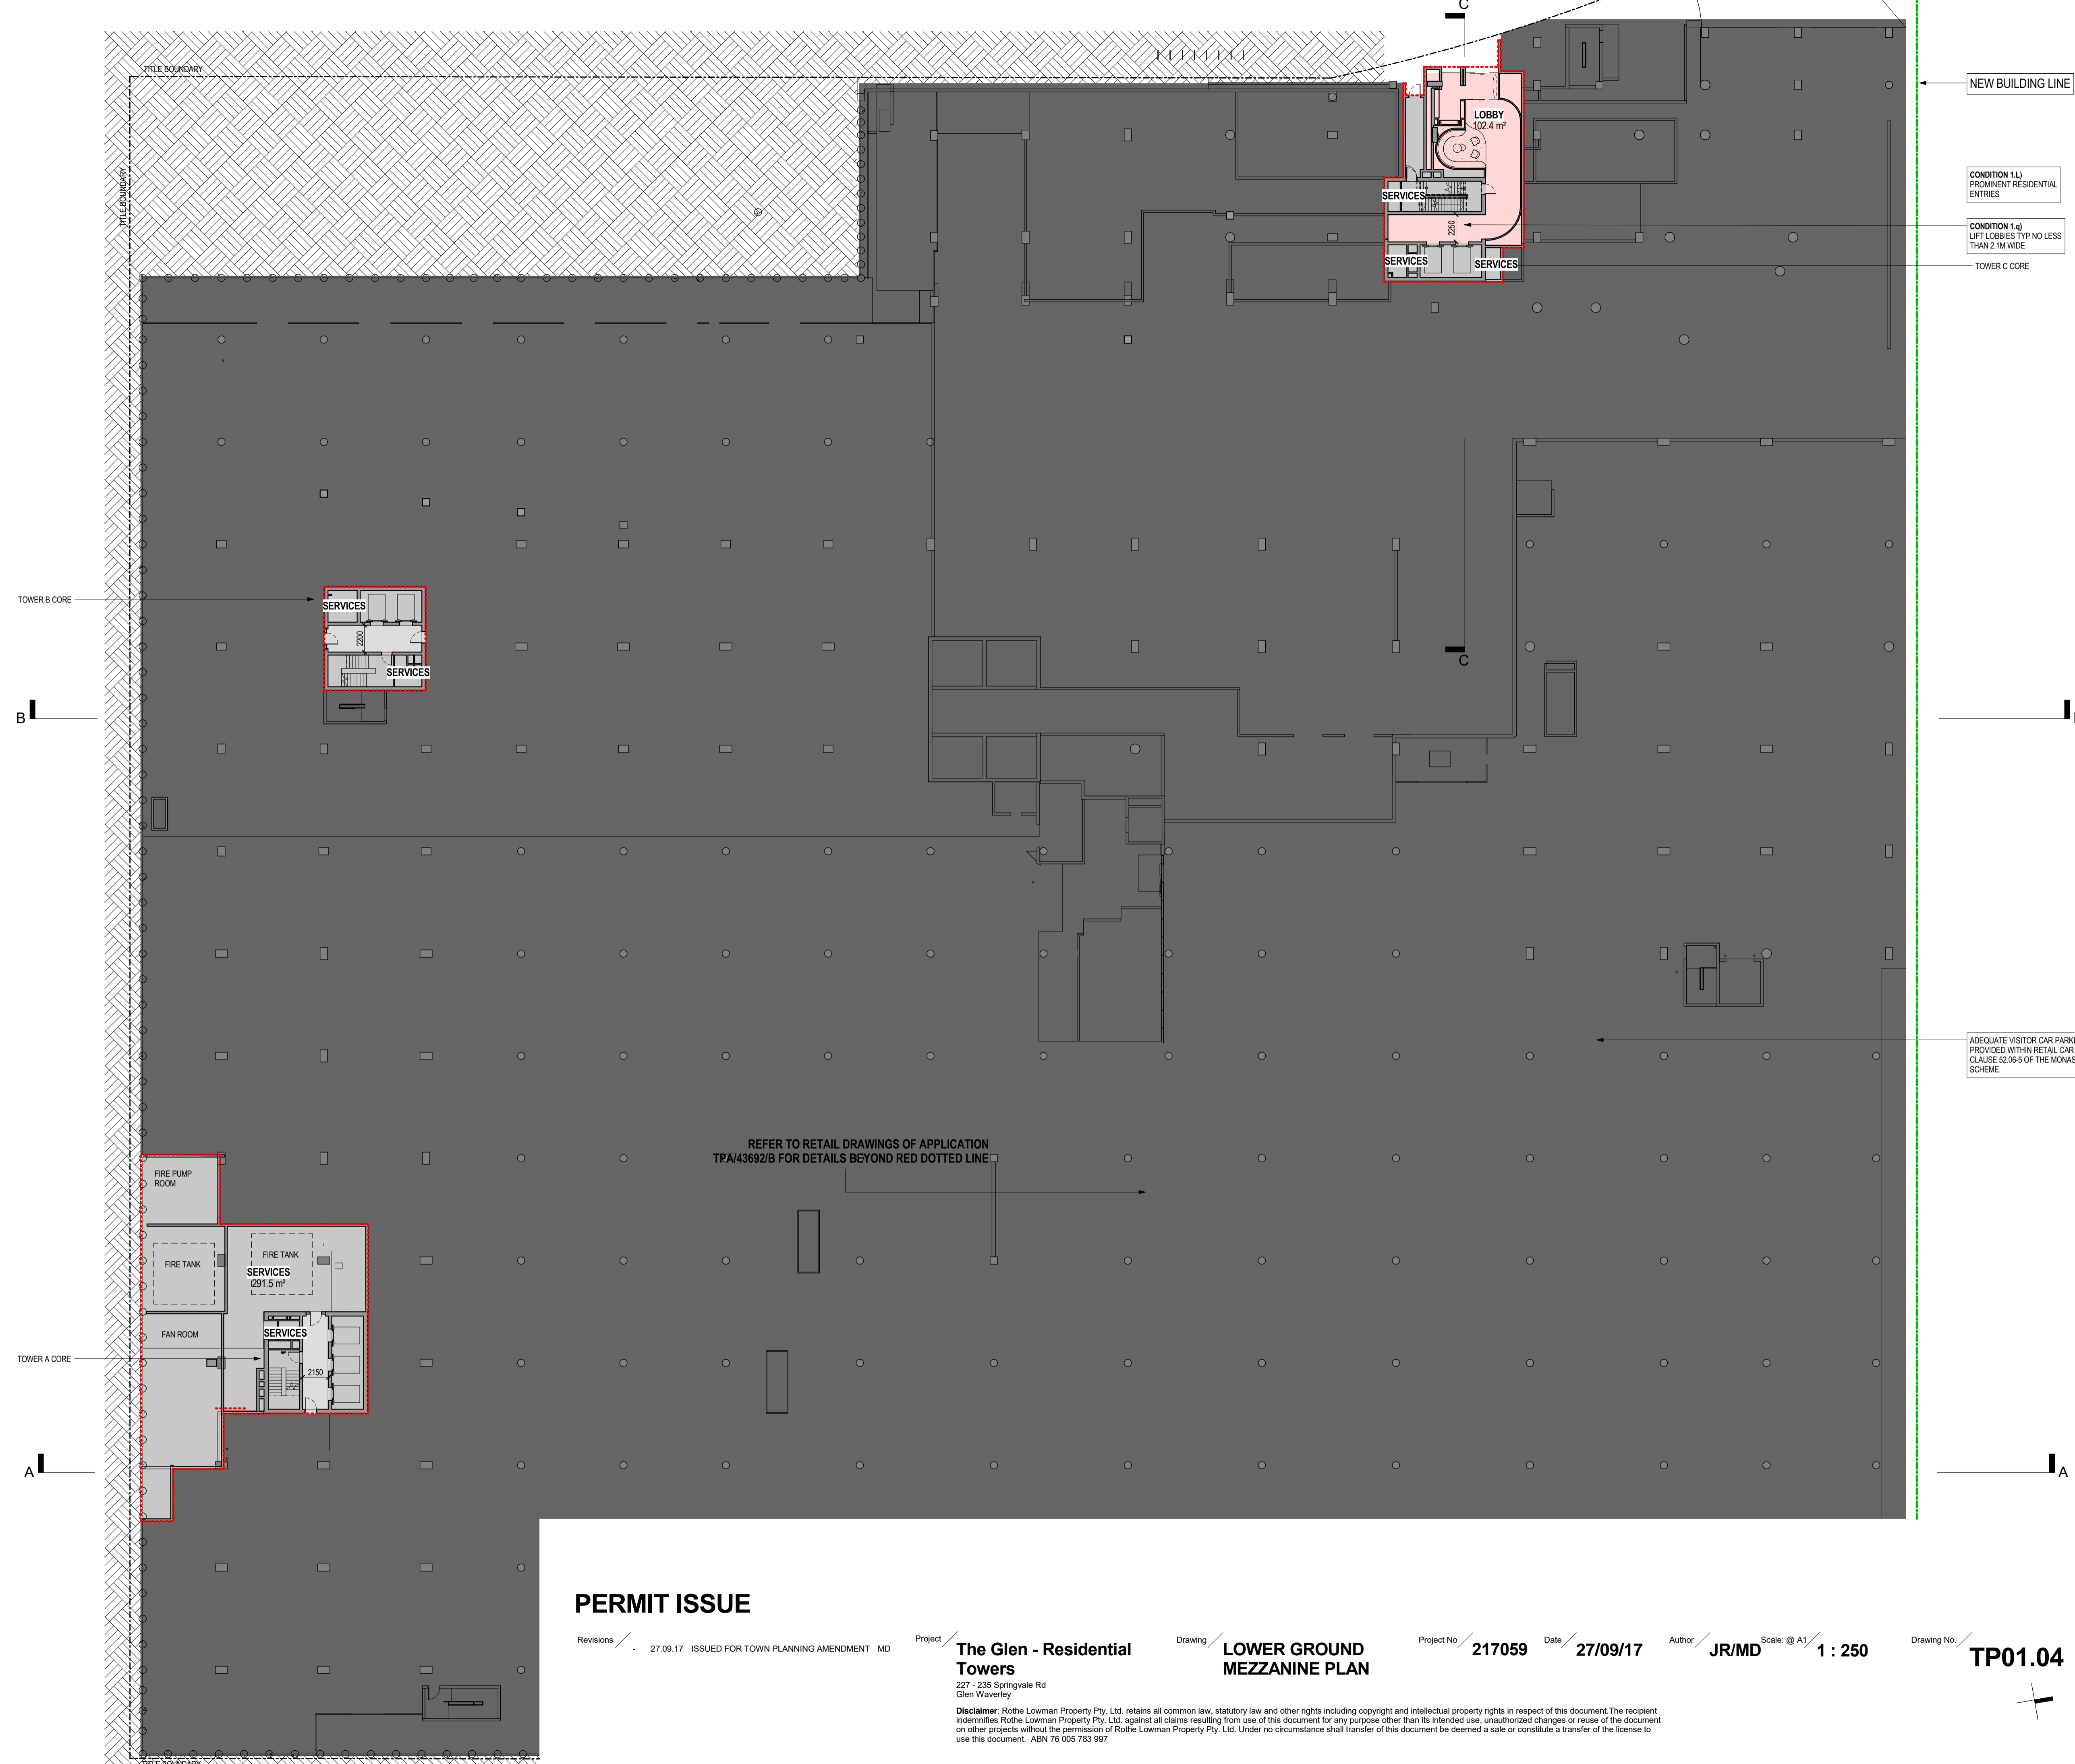 C
TITLE BOUNDARY
NEW BUILDING LINE
LOBBY
102.4 m²
TITLE BOUNDARY
CONDITION 1.L)
PROMINENT RESIDENTIAL
ENTRIES
SERVICES
2250
CONDITION 1.q)
LIFT LOBBIES TYP NO LESS
THAN 2.1M WIDE
SERVICES
SERVICES
TOWER C CORE
TOWER B CORE
SERVICES
2200
SERVICES
C
B
ADEQUATE VISITOR CAR
PROVIDED WITHIN RETAIL CAR
CLAUSE 52.06-5 OF THE
SCHEME.
REFER TO RETAIL DRAWINGS OF APPLICATION
TPA/43692/B FOR DETAILS BEYOND RED DOTTED LINE
FIRE PUMP
ROOM
FIRE TANK
FIRE TANK
SERVICES
291.5 m²
FAN ROOM
SERVICES
TOWER A CORE
2150
A
A
PERMIT ISSUE
Revisions
- 27.09.17 ISSUED FOR TOWN PLANNING AMENDMENT MD
Project
The Glen - Residential
Towers
227 - 235 Springvale Rd
Glen Waverley
Drawing
LOWER GROUND
MEZZANINE PLAN
Project No
217059
Date
27/09/17
Author
JR/MD
Scale: @ A1
1 : 250
Drawing No.
TP01.04
Disclaimer: Rothe Lowman Property Pty. Ltd. retains all common law, statutory law and other rights including copyright and intellectual property rights in respect of this document.The recipient
indemnifies Rothe Lowman Property Pty. Ltd. against all claims resulting from use of this document for any purpose other than its intended use, unauthorized changes or reuse of the document
on other projects without the permission of Rothe Lowman Property Pty. Ltd. Under no circumstance shall transfer of this document be deemed a sale or constitute a transfer of the license to
use this document. ABN 76 005 783 997